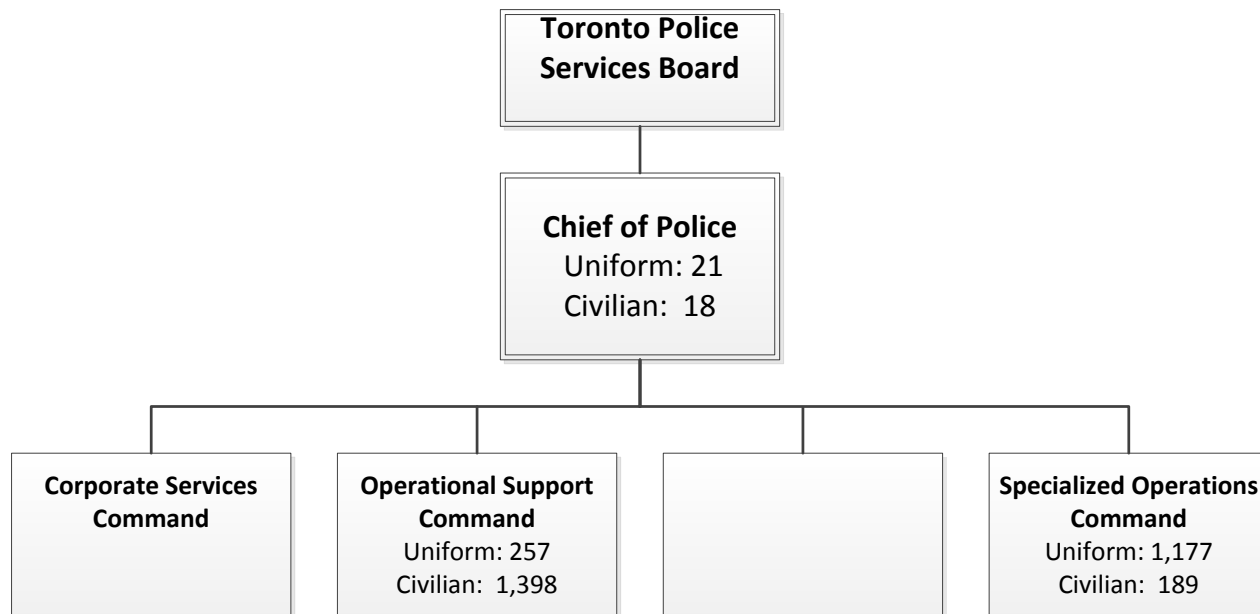 Toronto Police
Services Board
Chief of Police
Uniform: 21
Civilian:  18
Corporate Services
Command
Operational Support
Command
Uniform: 257
Civilian:  1,398
Specialized Operations
Command
Uniform: 1,177
Civilian:  189